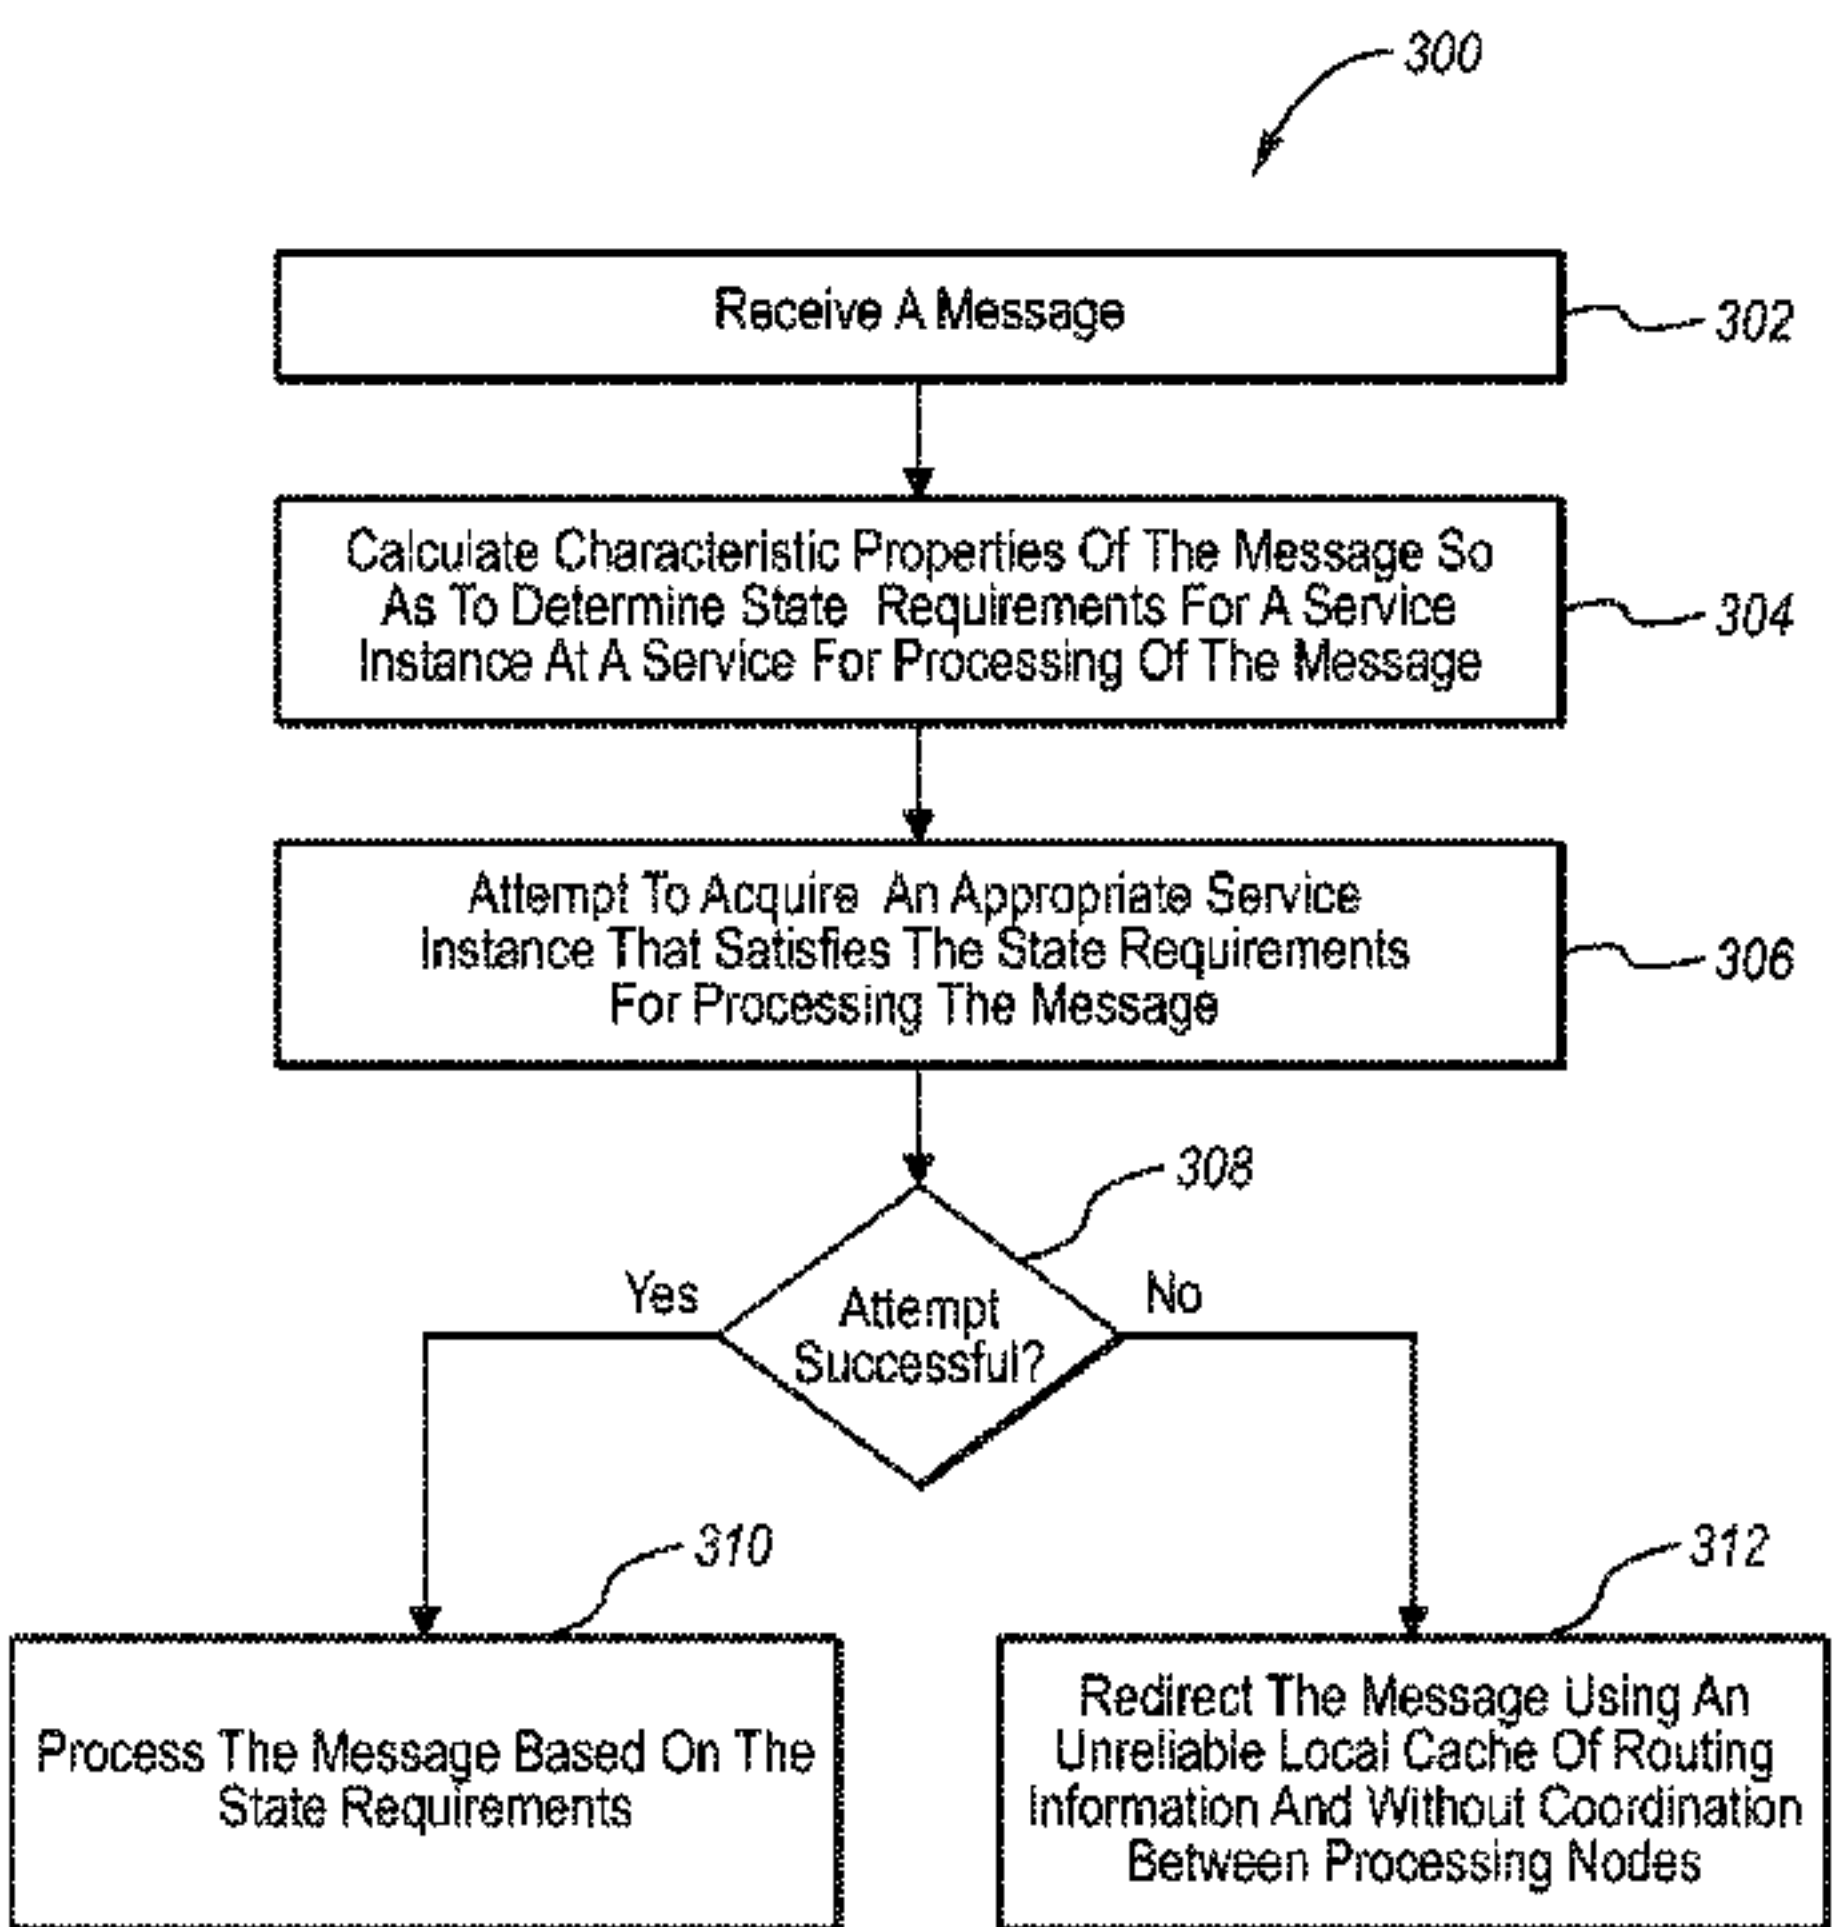 300
Receive A Message
302
Calculate Characteristic Properties Of The Message So
As To Determine State Requirements For A Service
Instance At A Service For Processing Of The Message
304
Attempt To Acquire An Appropriate Service
Instance That Satisfies The State Requirements
For Processing The Message
306
308
Yes
Attempt
Successful?
No
310
Process The Message Based On The
State Requirements
312
Redirect The Message Using An
Unreliable Local Cache Of Routing
Information And Without Coordination
Between Processing Nodes